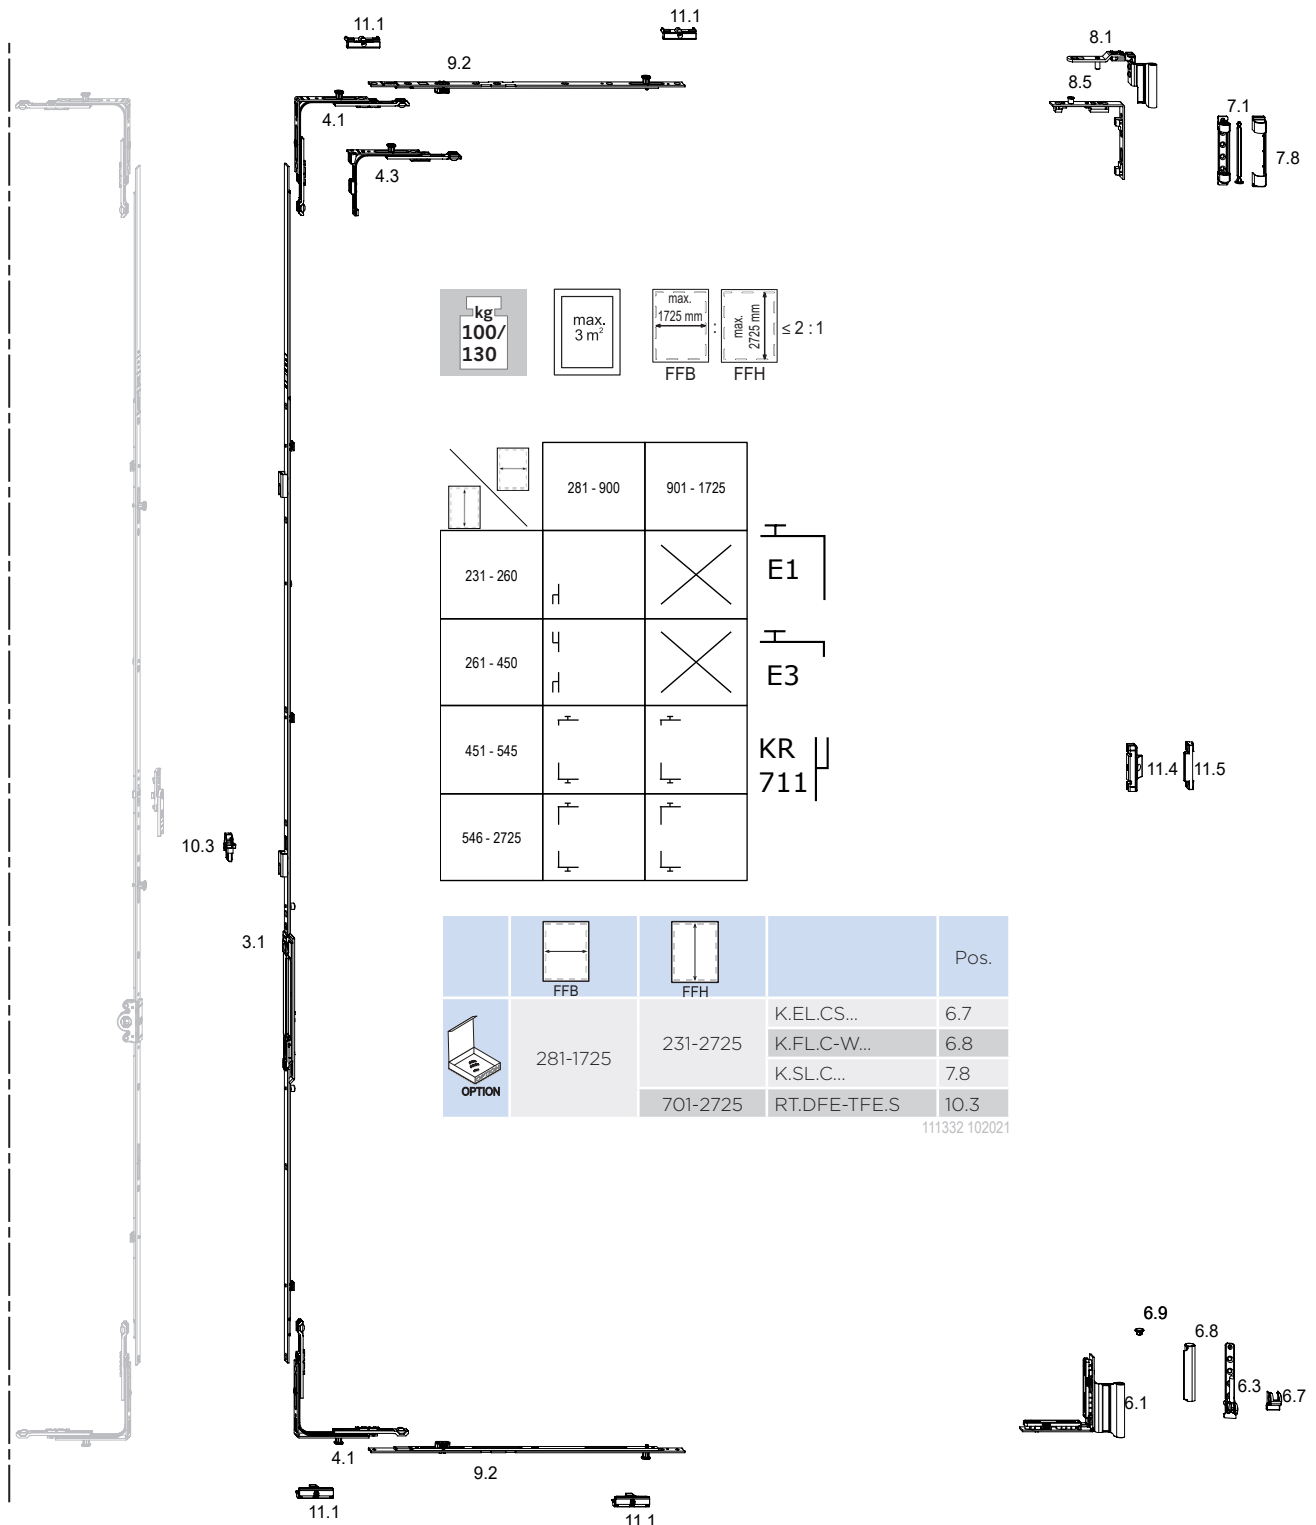 11.1
11.1
9.2
8.1
8.5
4.1
7.1
7.8
4.3
kg
100/
130
max.
3 m²
max.
1725 mm
FFB
:
max.
2725 mm
FFH
≤ 2 : 1
281 - 900
901 - 1725
231 - 260
E1
261 - 450
E3
451 - 545
KR
711
546 - 2725
11.4
11.5
10.3
3.1
FFB
FFH
Pos.
OPTION
281-1725
231-2725
K.EL.CS...
6.7
K.FL.C-W...
6.8
K.SL.C...
7.8
701-2725
RT.DFE-TFE.S
10.3
111332 102021
6.9
6.8
6.3
6.7
6.1
4.1
9.2
11.1
11.1